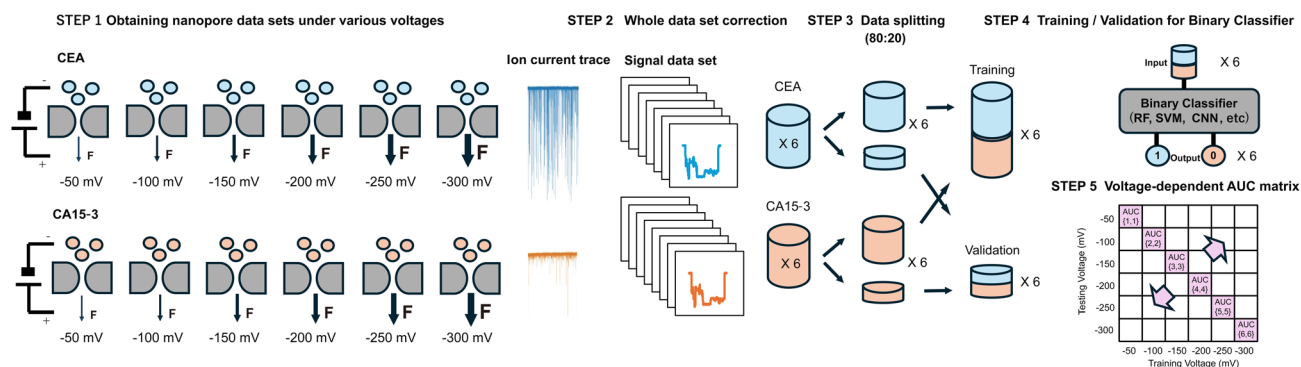 STEP 1 Obtaining nanopore data sets under various voltages
CEA
-
+
F F F F F F
-50 mV -100 mV -150 mV -200 mV -250 mV -300 mV
CA15-3
-
+
F F F F F F
-50 mV -100 mV -150 mV -200 mV -250 mV -300 mV
STEP 2 Whole data set correction
Ion current trace Signal data set
STEP 3 Data splitting
(80:20)
CEA
X 6
X 6
CA15-3
X 6
X 6
STEP 4 Training / Validation for Binary Classifier
Training
X 6
Validation
X 6
Input X 6
Binary Classifier
(RF, SVM, CNN, etc)
1 Output 0 X 6
STEP 5 Voltage-dependent AUC matrix
Testing Voltage (mV)
-50
-100
-150
-200
-250
-300
AUC
{1,1}
AUC
{2,2}
AUC
{3,3}
AUC
{4,4}
AUC
{5,5}
AUC
{6,6}
-50 -100 -150 -200 -250 -300
Training Voltage (mV)